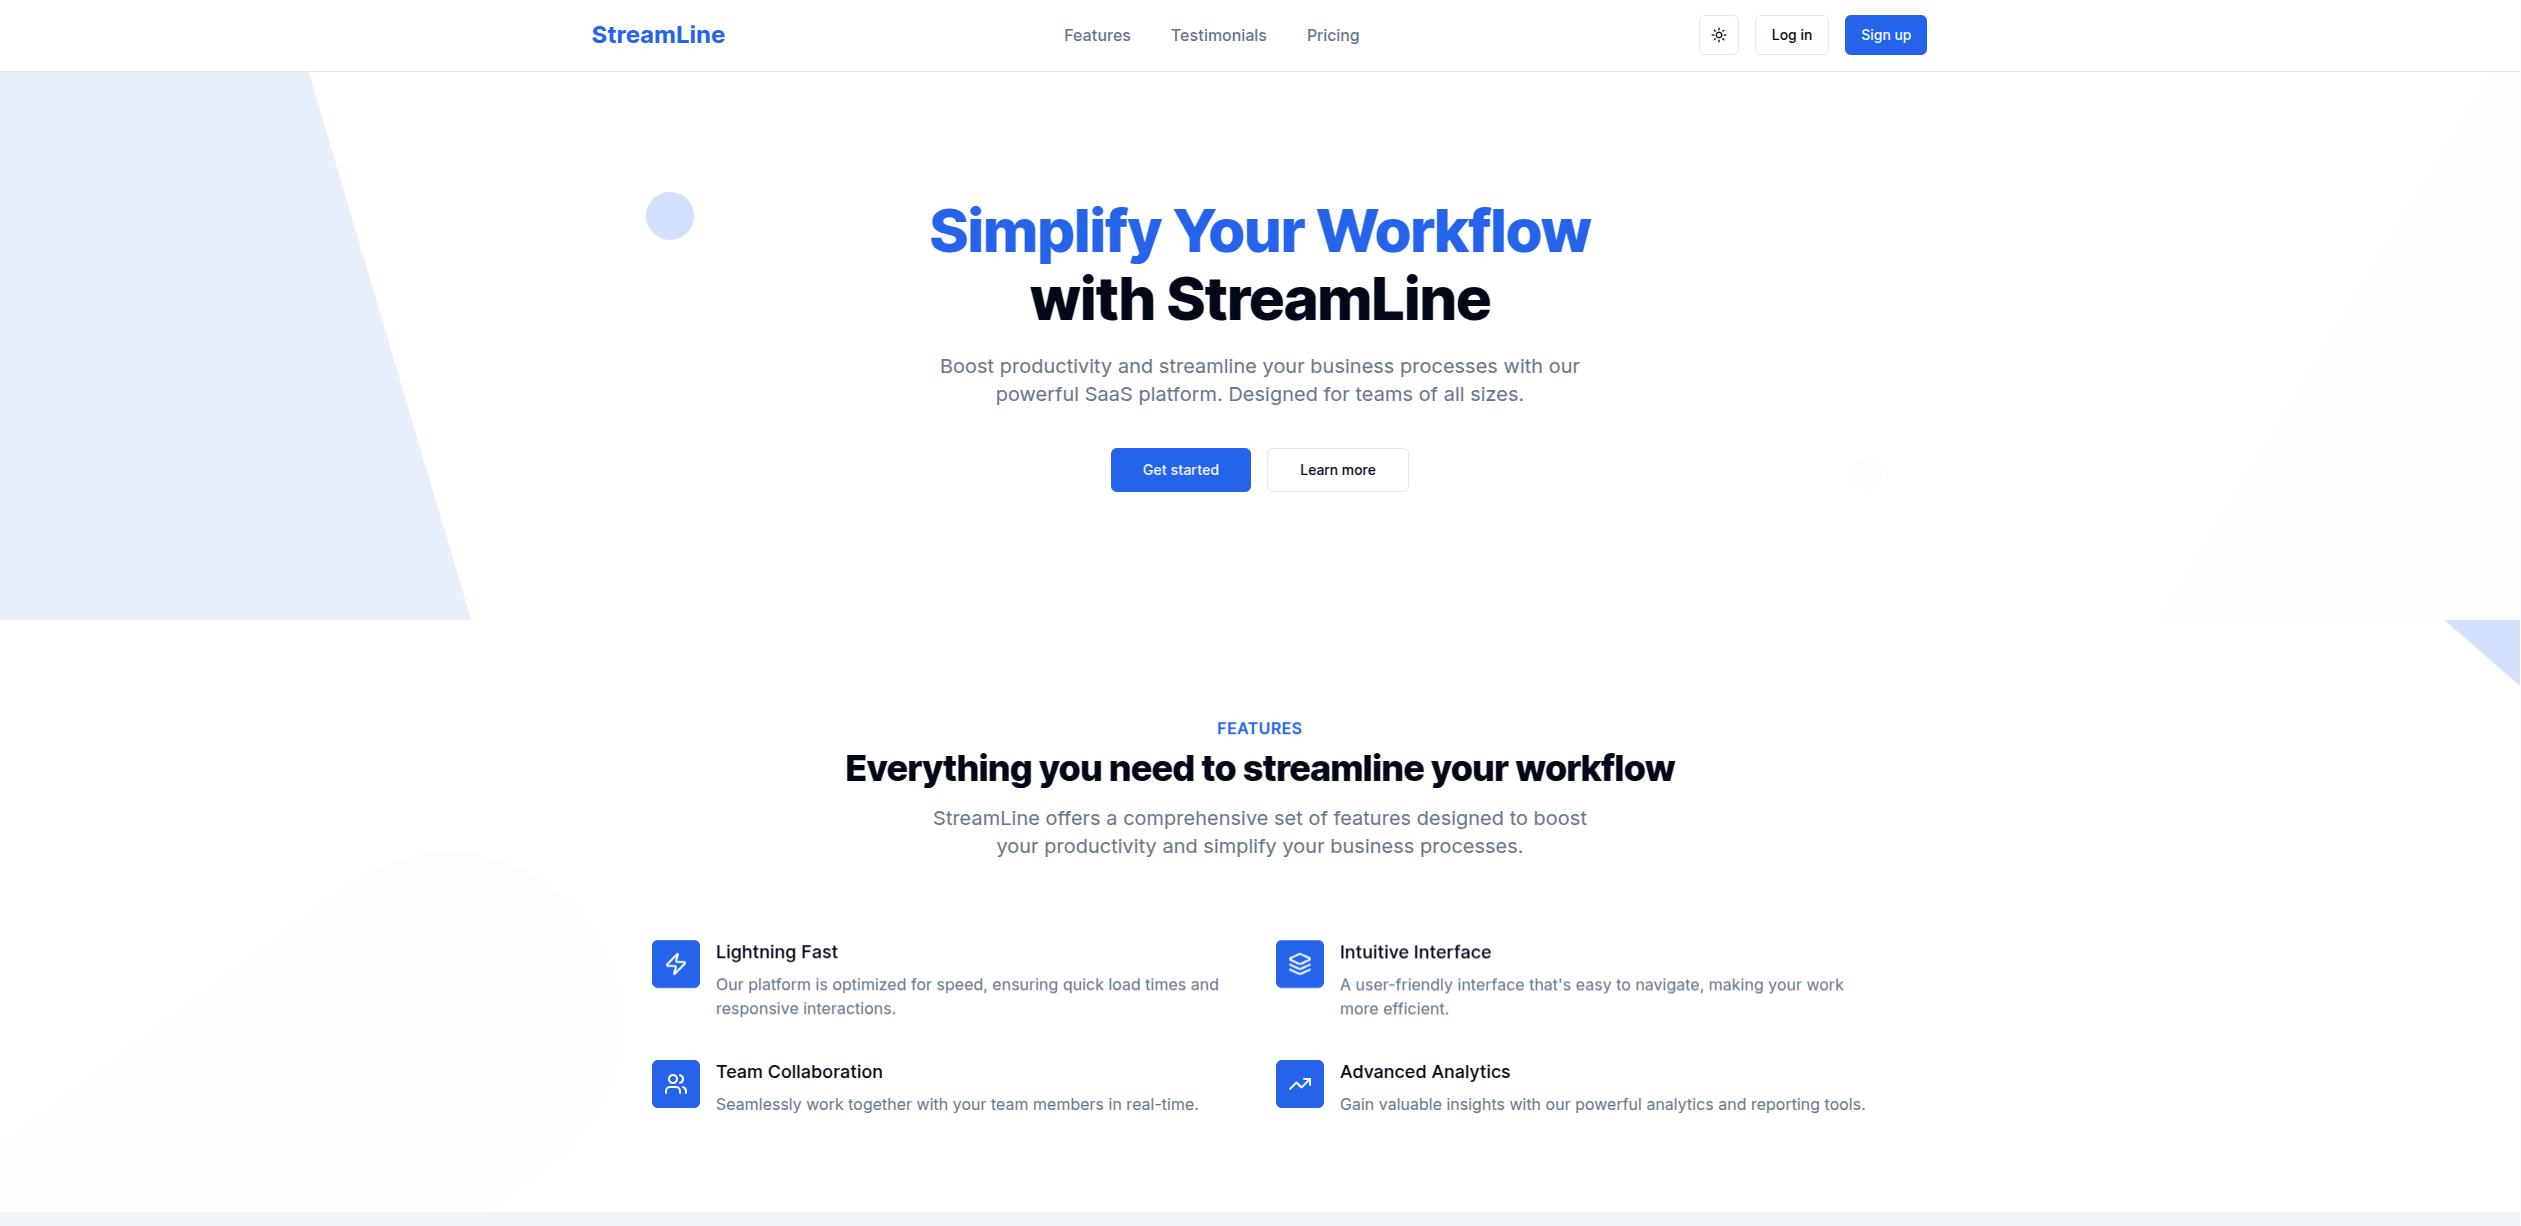 StreamLine
Features
Testimonials
Pricing
Log in
Sign up
Simplify Your Workflow
with StreamLine
Boost productivity and streamline your business processes with our
powerful SaaS platform. Designed for teams of all sizes.
Get started
Learn more
FEATURES
Everything you need to streamline your workflow
StreamLine offers a comprehensive set of features designed to boost
your productivity and simplify your business processes.
Lightning Fast
Our platform is optimized for speed, ensuring quick load times and
responsive interactions.
Intuitive Interface
A user-friendly interface that's easy to navigate, making your work
more efficient.
Team Collaboration
Seamlessly work together with your team members in real-time.
Advanced Analytics
Gain valuable insights with our powerful analytics and reporting tools.